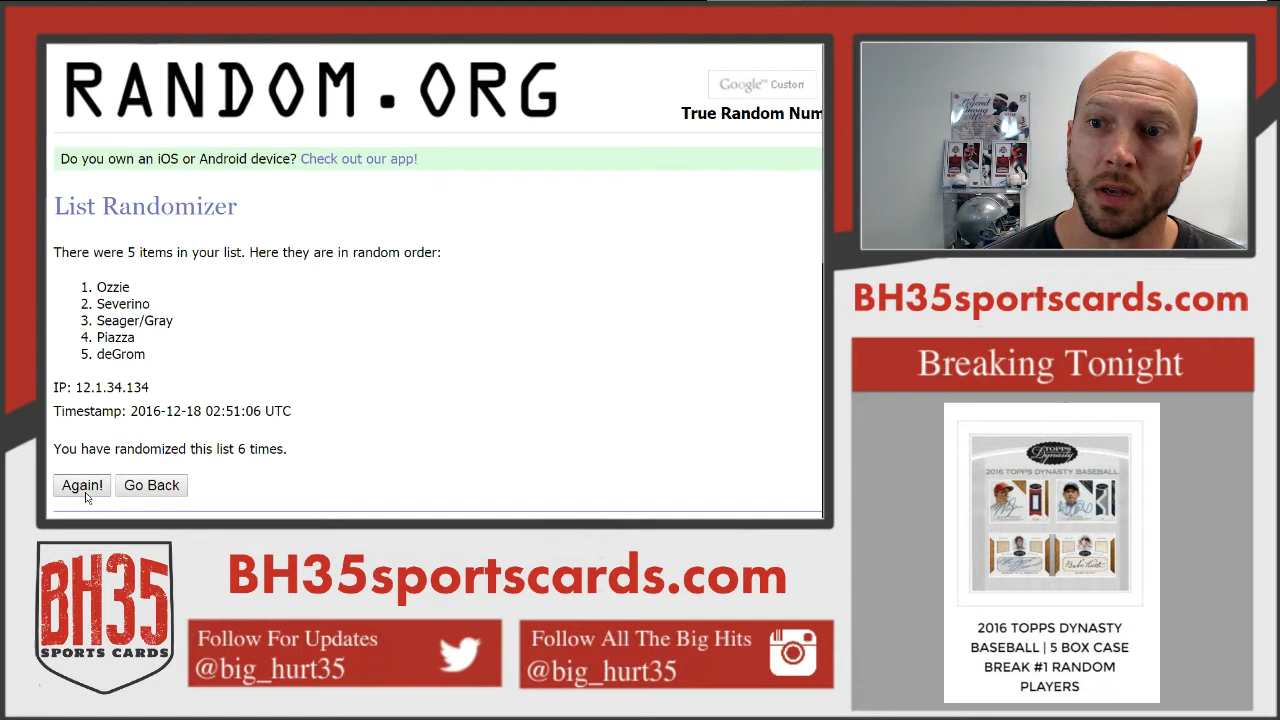 RANDOM.ORG
Google™ Custon
True Random Num
Do you own an iOS or Android device? Check out our app!
List Randomizer
There were 5 items in your list. Here they are in random order:
1. Ozzie
2. Severino
3. Seager/Gray
4. Piazza
5. deGrom
IP: 12.1.34.134
Timestamp: 2016-12-18 02:51:06 UTC
You have randomized this list 6 times.
Again! Go Back
BH35sportscards.com
Breaking Tonight
TOPPS
Dynasty
2016 TOPPS DYNASTY BASEBALL
2016 TOPPS DYNASTY
BASEBALL | 5 BOX CASE
BREAK #1 RANDOM
PLAYERS
BH35
SPORTS CARDS
BH35sportscards.com
Follow For Updates
@big_hurt35
Follow All The Big Hits
@big_hurt35